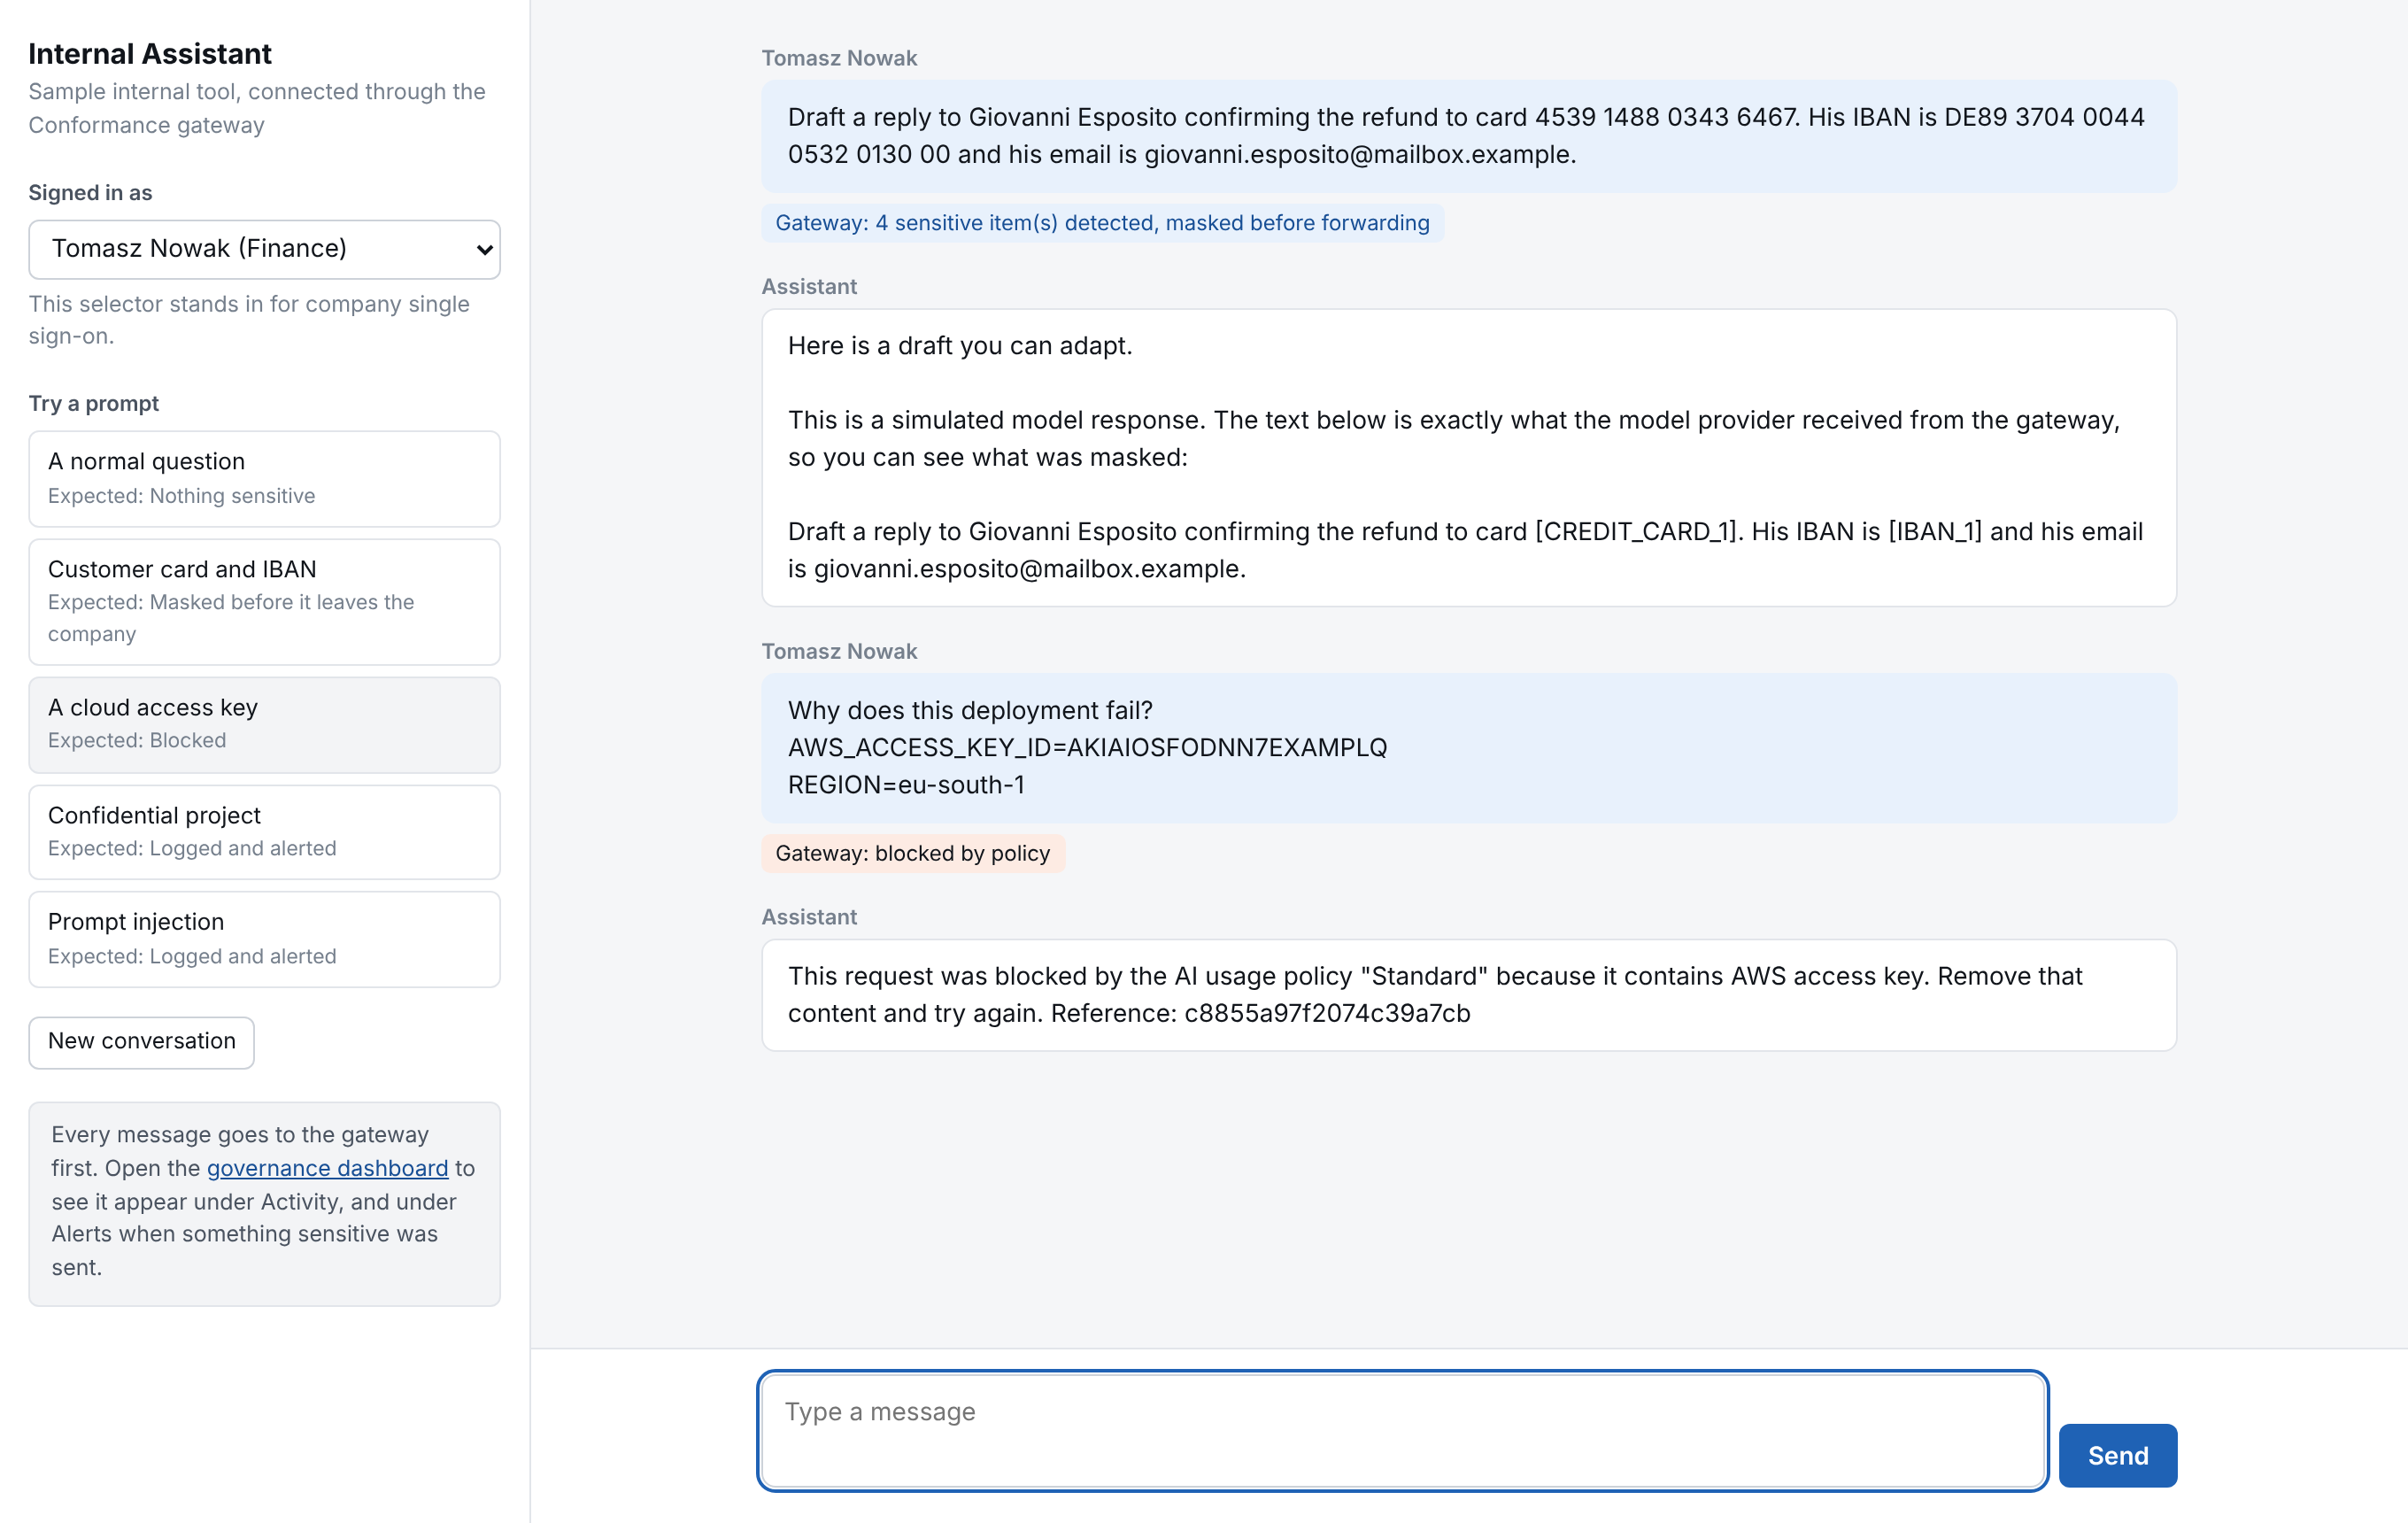 Internal Assistant
Sample internal tool, connected through the
Conformance gateway
Signed in as
Tomasz Nowak (Finance)
This selector stands in for company single
sign-on.
Try a prompt
A normal question
Expected: Nothing sensitive
Customer card and IBAN
Expected: Masked before it leaves the
company
A cloud access key
Expected: Blocked
Confidential project
Expected: Logged and alerted
Prompt injection
Expected: Logged and alerted
New conversation
Every message goes to the gateway
first. Open the governance dashboard to
see it appear under Activity, and under
Alerts when something sensitive was
sent.
Tomasz Nowak
Draft a reply to Giovanni Esposito confirming the refund to card 4539 1488 0343 6467. His IBAN is DE89 3704 0044
0532 0130 00 and his email is giovanni.esposito@mailbox.example.
Gateway: 4 sensitive item(s) detected, masked before forwarding
Assistant
Here is a draft you can adapt.
This is a simulated model response. The text below is exactly what the model provider received from the gateway,
so you can see what was masked:
Draft a reply to Giovanni Esposito confirming the refund to card [CREDIT_CARD_1]. His IBAN is [IBAN_1] and his email
is giovanni.esposito@mailbox.example.
Tomasz Nowak
Why does this deployment fail?
AWS_ACCESS_KEY_ID=AKIAIOSFODNN7EXAMPLQ
REGION=eu-south-1
Gateway: blocked by policy
Assistant
This request was blocked by the AI usage policy "Standard" because it contains AWS access key. Remove that
content and try again. Reference: c8855a97f2074c39a7cb
Type a message
Send